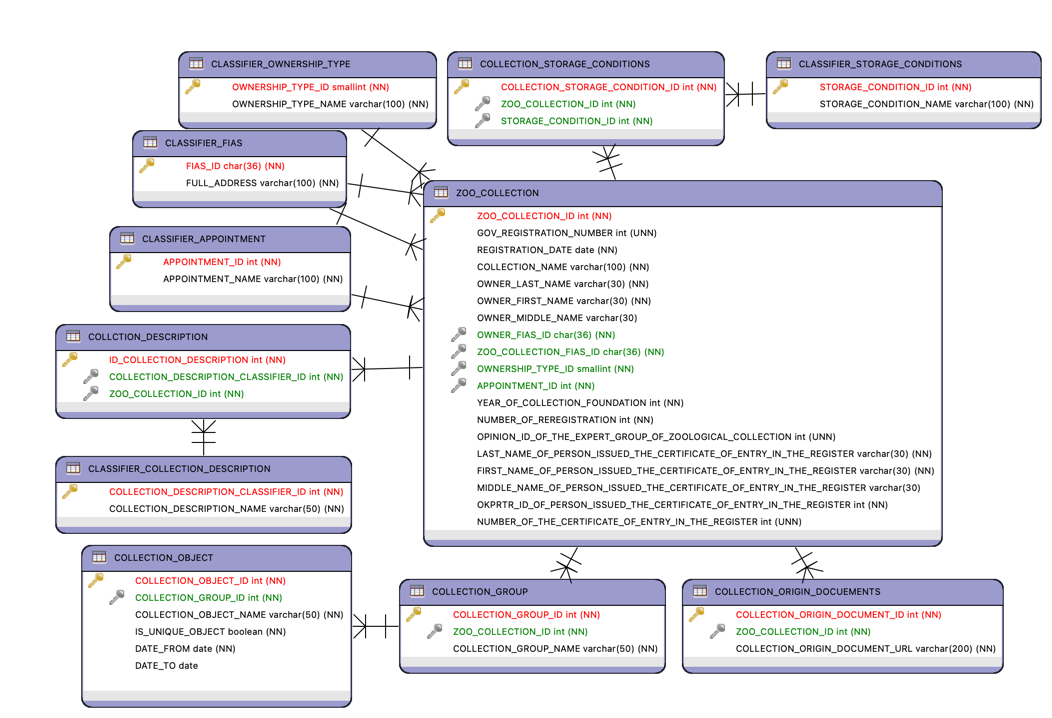 CLASSIFIER_OWNERSHIP_TYPE
OWNERSHIP_TYPE_ID smallint (NN)
OWNERSHIP_TYPE_NAME varchar(100) (NN)
COLLECTION_STORAGE_CONDITIONS
COLLECTION_STORAGE_CONDITION_ID int (NN)
ZOO_COLLECTION_ID int (NN)
STORAGE_CONDITION_ID int (NN)
CLASSIFIER_STORAGE_CONDITIONS
STORAGE_CONDITION_ID int (NN)
STORAGE_CONDITION_NAME varchar(100) (NN)
CLASSIFIER_FIAS
FIAS_ID char(36) (NN)
FULL_ADDRESS varchar(100) (NN)
CLASSIFIER_APPOINTMENT
APPOINTMENT_ID int (NN)
APPOINTMENT_NAME varchar(100) (NN)
ZOO_COLLECTION
ZOO_COLLECTION_ID int (NN)
GOV_REGISTRATION_NUMBER int (UNN)
REGISTRATION_DATE date (NN)
COLLECTION_NAME varchar(100) (NN)
OWNER_LAST_NAME varchar(30) (NN)
OWNER_FIRST_NAME varchar(30) (NN)
OWNER_MIDDLE_NAME varchar(30)
OWNER_FIAS_ID char(36) (NN)
ZOO_COLLECTION_FIAS_ID char(36) (NN)
OWNERSHIP_TYPE_ID smallint (NN)
APPOINTMENT_ID int (NN)
YEAR_OF_COLLECTION_FOUNDATION int (NN)
NUMBER_OF_REREGISTRATION int (NN)
OPINION_ID_OF_THE_EXPERT_GROUP_OF_ZOOLOGICAL_COLLECTION int (UNN)
LAST_NAME_OF_PERSON_ISSUED_THE_CERTIFICATE_OF_ENTRY_IN_THE_REGISTER varchar(30) (NN)
FIRST_NAME_OF_PERSON_ISSUED_THE_CERTIFICATE_OF_ENTRY_IN_THE_REGISTER varchar(30) (NN)
MIDDLE_NAME_OF_PERSON_ISSUED_THE_CERTIFICATE_OF_ENTRY_IN_THE_REGISTER varchar(30)
OKPRTR_ID_OF_PERSON_ISSUED_THE_CERTIFICATE_OF_ENTRY_IN_THE_REGISTER int (NN)
NUMBER_OF_THE_CERTIFICATE_OF_ENTRY_IN_THE_REGISTER int (UNN)
COLLCTION_DESCRIPTION
ID_COLLECTION_DESCRIPTION int (NN)
COLLECTION_DESCRIPTION_CLASSIFIER_ID int (NN)
ZOO_COLLECTION_ID int (NN)
CLASSIFIER_COLLECTION_DESCRIPTION
COLLECTION_DESCRIPTION_CLASSIFIER_ID int (NN)
COLLECTION_DESCRIPTION_NAME varchar(50) (NN)
COLLECTION_OBJECT
COLLECTION_OBJECT_ID int (NN)
COLLECTION_GROUP_ID int (NN)
COLLECTION_OBJECT_NAME varchar(50) (NN)
IS_UNIQUE_OBJECT boolean (NN)
DATE_FROM date (NN)
DATE_TO date
COLLECTION_GROUP
COLLECTION_GROUP_ID int (NN)
ZOO_COLLECTION_ID int (NN)
COLLECTION_GROUP_NAME varchar(50) (NN)
COLLECTION_ORIGIN_DOCUEMENTS
COLLECTION_ORIGIN_DOCUMENT_ID int (NN)
ZOO_COLLECTION_ID int (NN)
COLLECTION_ORIGIN_DOCUMENT_URL varchar(200) (NN)